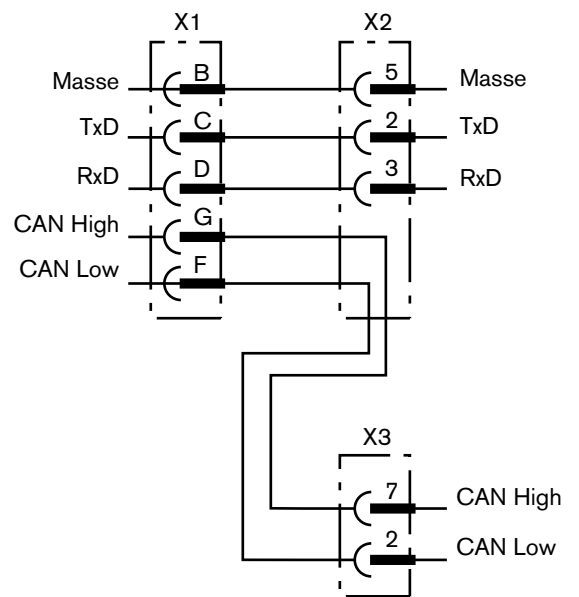 X1 X2
Masse B 5 Masse
TxD C 2 TxD
RxD D 3 RxD
CAN High G
CAN Low F
X3
7 CAN High
2 CAN Low